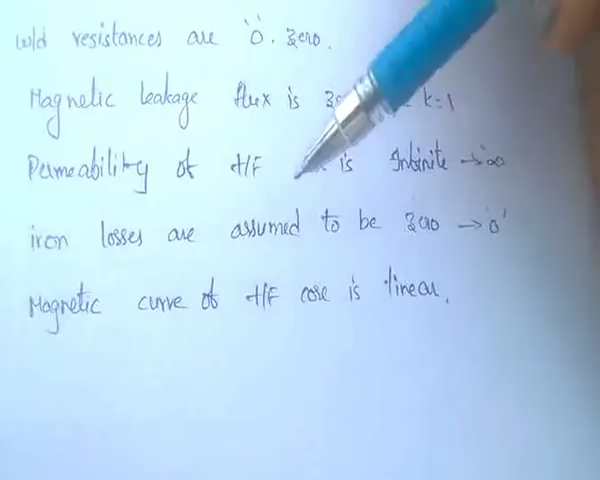 wdd resistances are '0'. zero.
Magnetic leakage flux is k=1
Permeability of t/F is Infinite → ∞
iron losses are assumed to be zero → '0'
Magnetic curve of t/F core is linear.